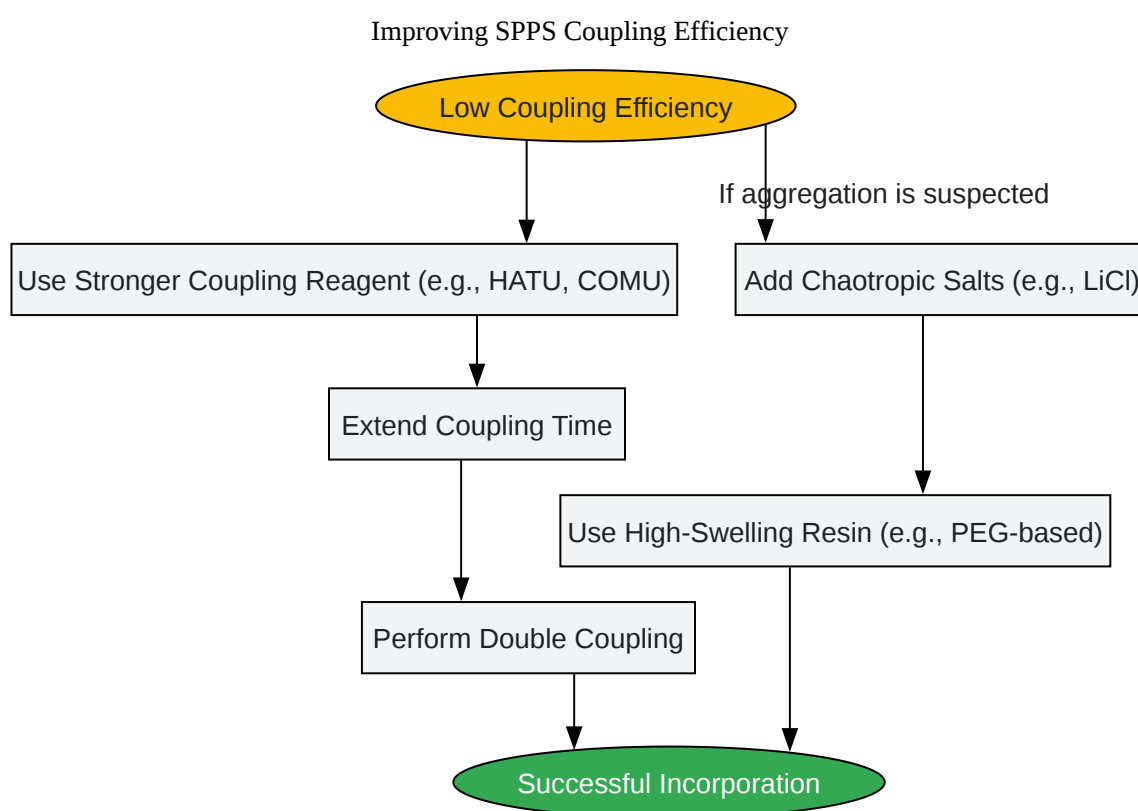 Improving SPPS Coupling Efficiency
Low Coupling Efficiency
If aggregation is suspected
Use Stronger Coupling Reagent (e.g., HATU, COMU)
Add Chaotropic Salts (e.g., LiCl)
Extend Coupling Time
Use High-Swelling Resin (e.g., PEG-based)
Perform Double Coupling
Successful Incorporation